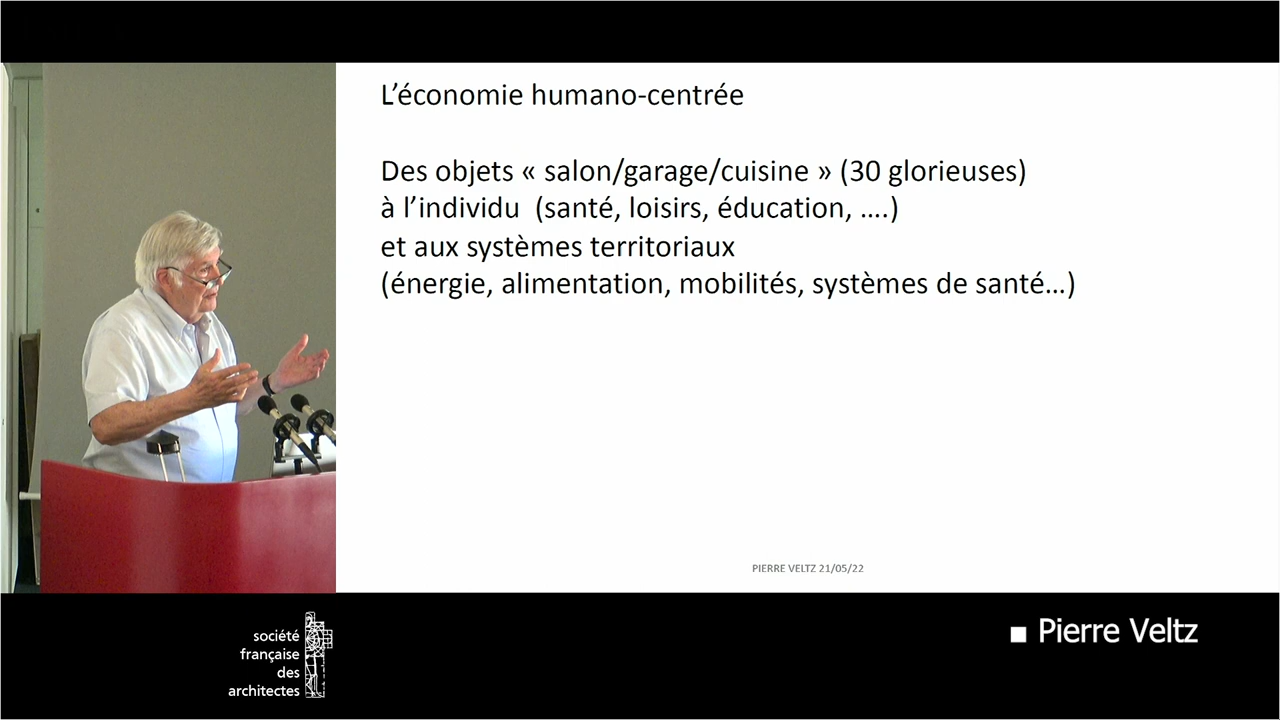 L'économie humano-centrée
Des objets « salon/garage/cuisine » (30 glorieuses)
à l'individu  (santé, loisirs, éducation, ....)
et aux systèmes territoriaux
(énergie, alimentation, mobilités, systèmes de santé...)
PIERRE VELTZ 21/05/22
société
française
des
architectes
Pierre Veltz